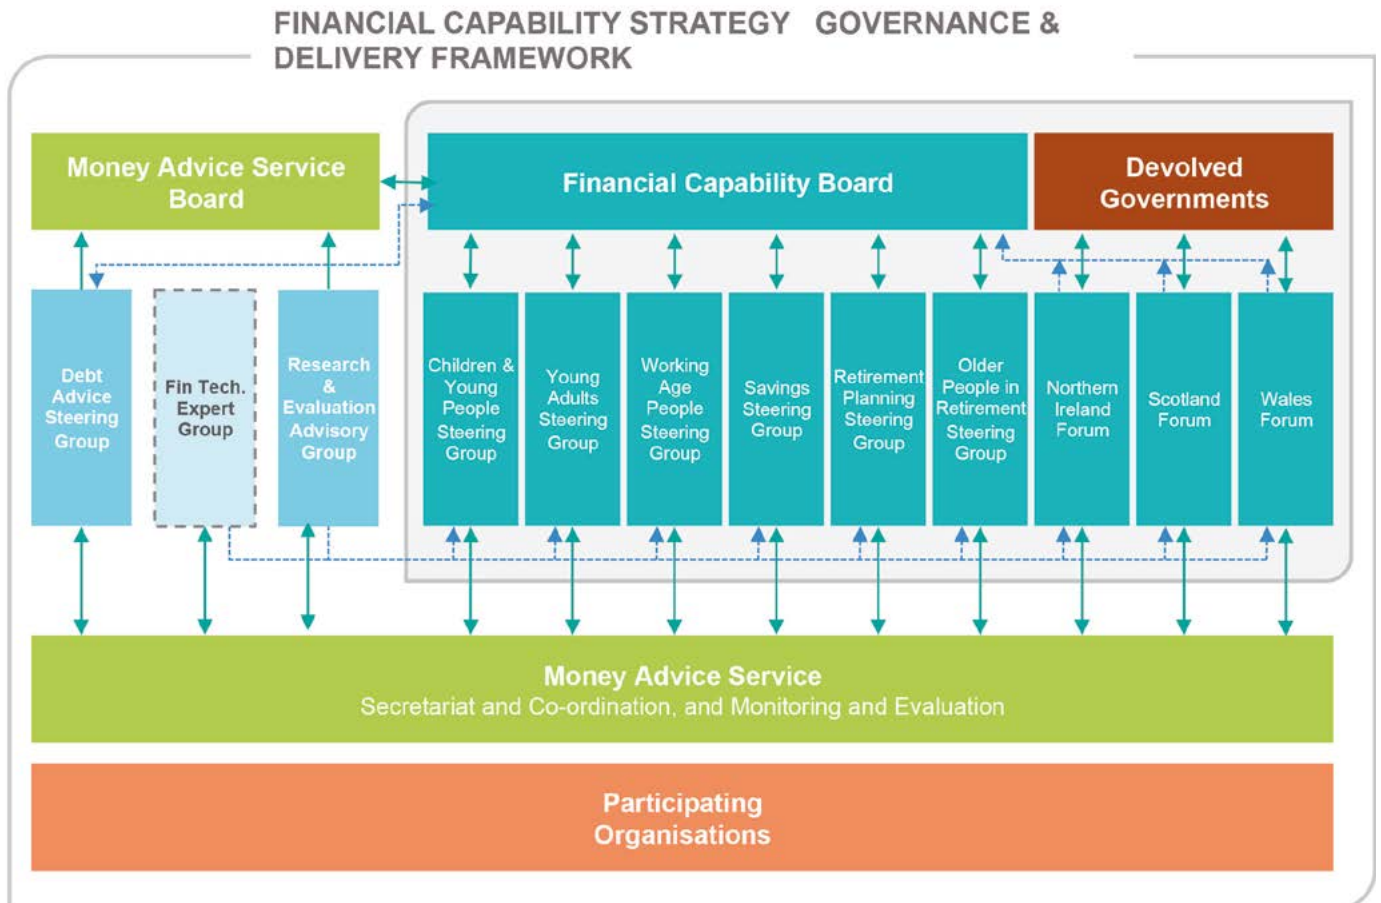 FINANCIAL CAPABILITY STRATEGY GOVERNANCE &
DELIVERY FRAMEWORK
Money Advice Service
Board
Financial Capability Board
Devolved
Governments
Debt
Advice
Steering
Group
Fin Tech.
Expert
Group
Research
&
Evaluation
Advisory
Group
Children &
Young
People
Steering
Group
Young
Adults
Steering
Group
Working
Age
People
Steering
Group
Savings
Steering
Group
Retirement
Planning
Steering
Group
Older
People in
Retirement
Steering
Group
Northern
Ireland
Forum
Scotland
Forum
Wales
Forum
Money Advice Service
Secretariat and Co-ordination, and Monitoring and Evaluation
Participating
Organisations